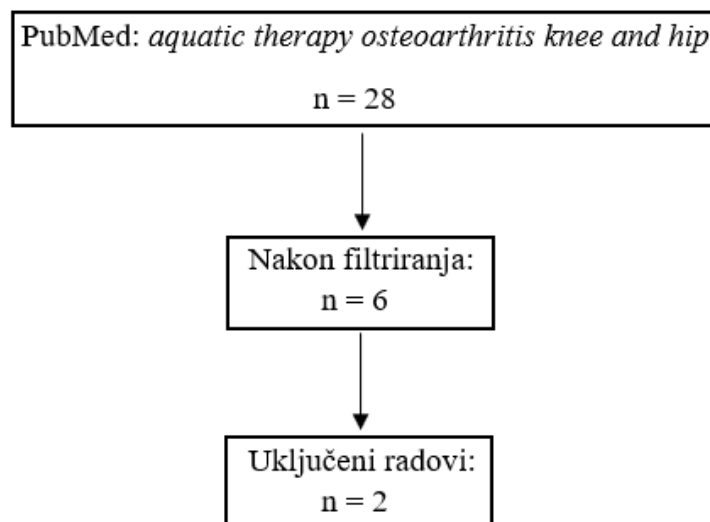 PubMed: aquatic therapy osteoarthritis knee and hip
n = 28
Nakon filtriranja:
n = 6
Uključeni radovi:
n = 2